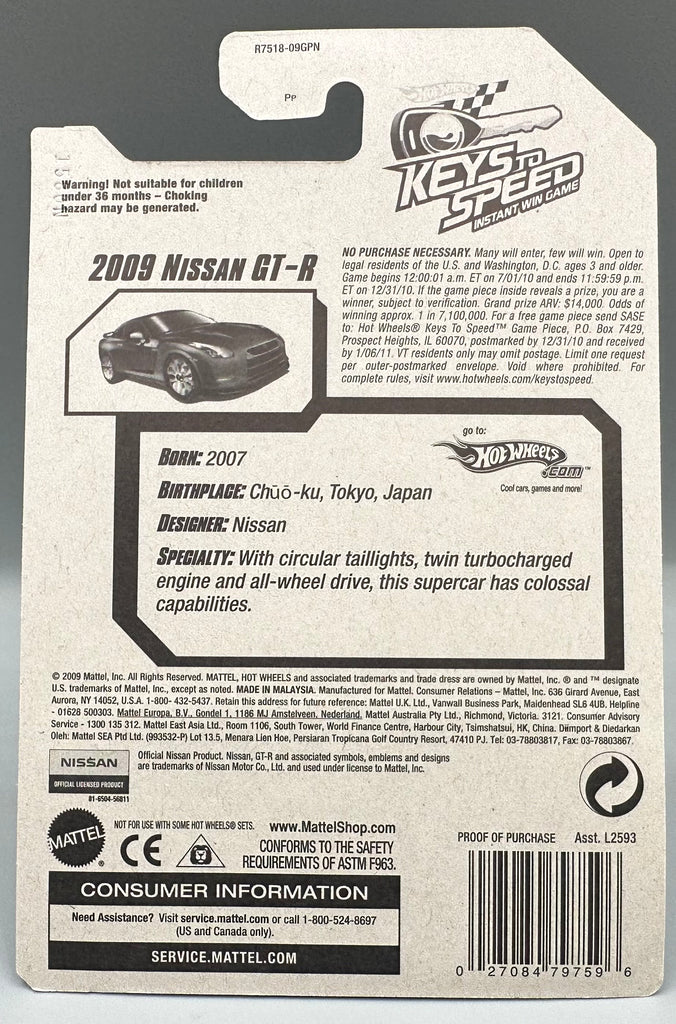 R7518-09GPN
PP
Warning! Not suitable for children
under 36 months – Choking
hazard may be generated.
Hot Wheels
KEYS TO
SPEED
INSTANT WIN GAME
2009 NISSAN GT-R
NO PURCHASE NECESSARY. Many will enter, few will win. Open to
legal residents of the U.S. and Washington, D.C. ages 3 and older.
Game begins 12:00:01 a.m. ET on 7/01/10 and ends 11:59:59 p.m.
ET on 12/31/10. If the game piece inside reveals a prize, you are a
winner, subject to verification. Grand prize ARV: $14,000. Odds of
winning approx. 1 in 7,100,000. For a free game piece send SASE
to: Hot Wheels® Keys To Speed™ Game Piece, P.O. Box 7429,
Prospect Heights, IL 60070, postmarked by 12/31/10 and received
by 1/06/11. VT residents only may omit postage. Limit one request
per outer-postmarked envelope. Void where prohibited. For
complete rules, visit www.hotwheels.com/keystospeed.
BORN: 2007
go to:
HOT WHEELS
.COM™
Cool cars, games and more!
BIRTHPLACE: Chūō-ku, Tokyo, Japan
DESIGNER: Nissan
SPECIALTY: With circular taillights, twin turbocharged
engine and all-wheel drive, this supercar has colossal
capabilities.
© 2009 Mattel, Inc. All Rights Reserved. MATTEL, HOT WHEELS and associated trademarks and trade dress are owned by Mattel, Inc. ® and ™ designate
U.S. trademarks of Mattel, Inc., except as noted. MADE IN MALAYSIA. Manufactured for Mattel. Consumer Relations – Mattel, Inc. 636 Girard Avenue, East
Aurora, NY 14052, U.S.A. 1-800- 432-5437. Retain this address for future reference: Mattel U.K. Ltd., Vanwall Business Park, Maidenhead SL6 4UB. Helpline
- 01628 500303. Mattel Europa, B.V., Gondel 1, 1186 MJ Amstelveen, Nederland. Mattel Australia Pty Ltd., Richmond, Victoria. 3121. Consumer Advisory
Service - 1300 135 312. Mattel East Asia Ltd., Room 1106, South Tower, World Finance Centre, Harbour City, Tsimshatsui, HK, China. Diimport & Diedarkan
Oleh: Mattel SEA Ptd Ltd. (993532-P) Lot 13.5, Menara Lien Hoe, Persiaran Tropicana Golf Country Resort, 47410 PJ. Tel: 03-78803817, Fax: 03-78803867.
NISSAN
OFFICIAL LICENSED PRODUCT
81-6504-56811
Official Nissan Product. Nissan, GT-R and associated symbols, emblems and designs
are trademarks of Nissan Motor Co., Ltd. and used under license to Mattel, Inc.
MATTEL®
NOT FOR USE WITH SOME HOT WHEELS® SETS.
www.MattelShop.com
CE
CONFORMS TO THE SAFETY
REQUIREMENTS OF ASTM F963.
PROOF OF PURCHASE Asst. L2593
CONSUMER INFORMATION
Need Assistance? Visit service.mattel.com or call 1-800-524-8697
(US and Canada only).
SERVICE.MATTEL.COM
0 27084 79759 6